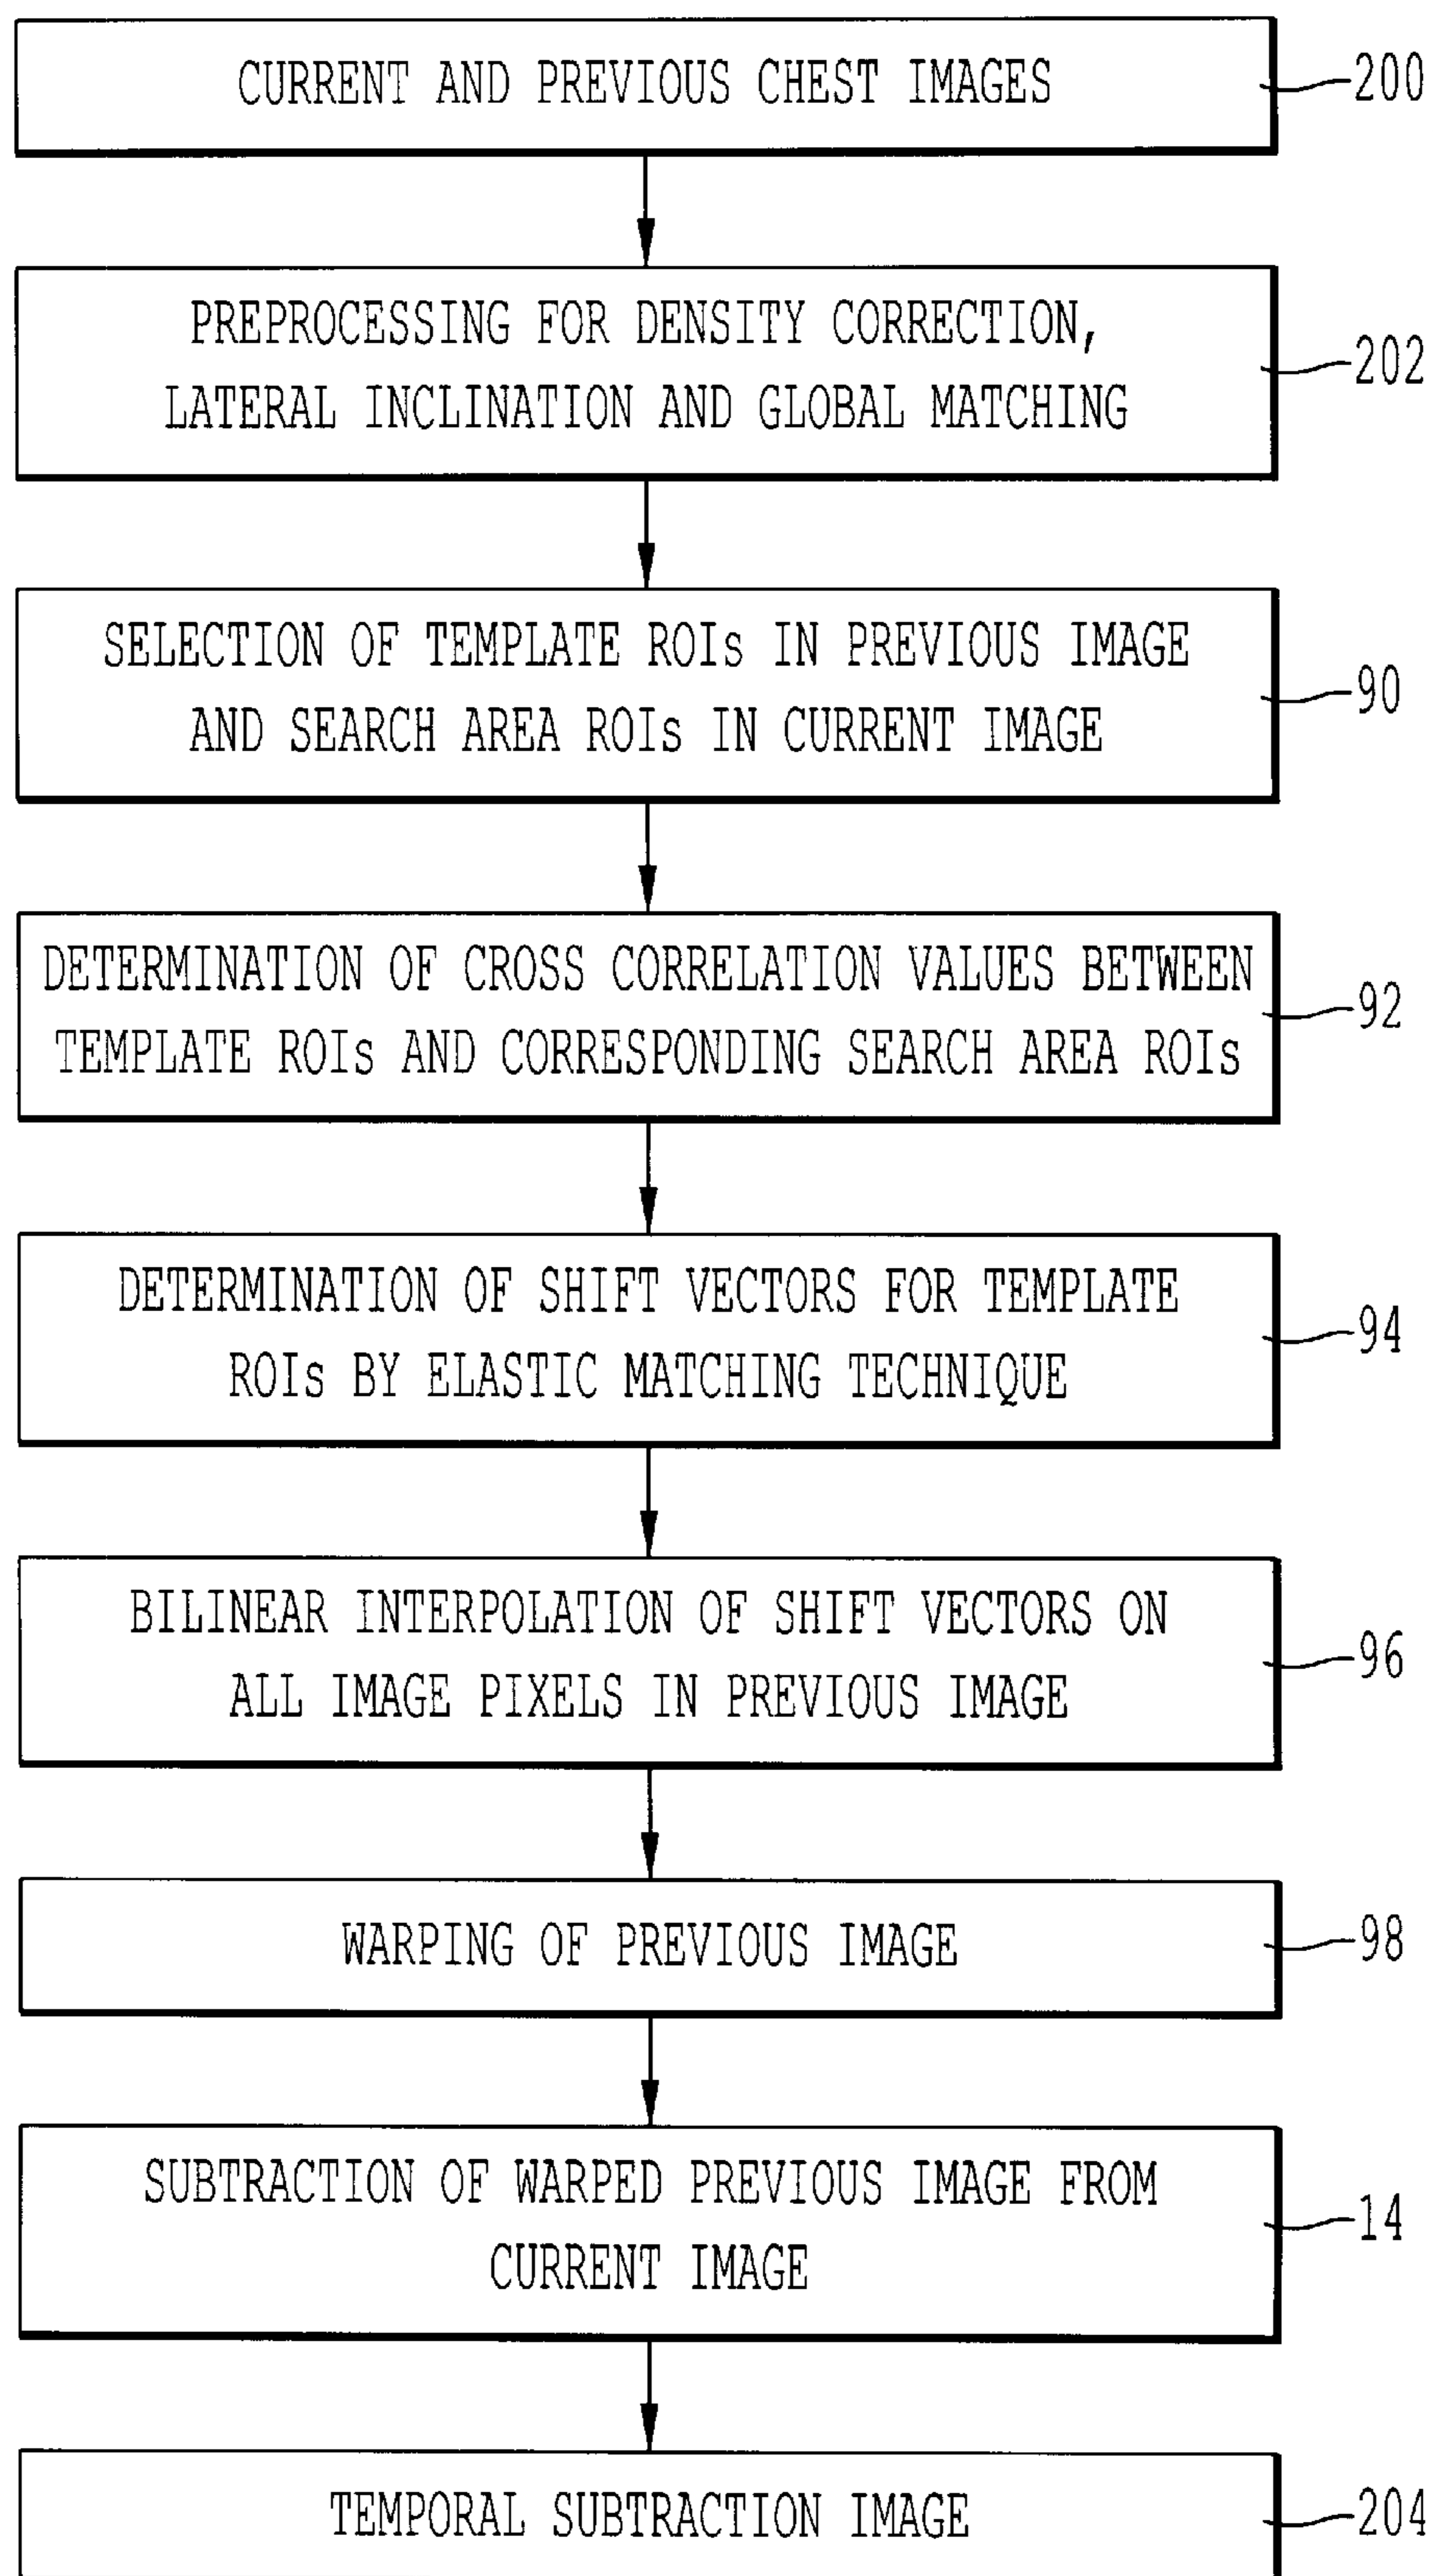 CURRENT AND PREVIOUS CHEST IMAGES
200
PREPROCESSING FOR DENSITY CORRECTION,
LATERAL INCLINATION AND GLOBAL MATCHING
202
SELECTION OF TEMPLATE ROIs IN PREVIOUS IMAGE
AND SEARCH AREA ROIs IN CURRENT IMAGE
90
DETERMINATION OF CROSS CORRELATION VALUES BETWEEN
TEMPLATE ROIs AND CORRESPONDING SEARCH AREA ROIs
92
DETERMINATION OF SHIFT VECTORS FOR TEMPLATE
ROIs BY ELASTIC MATCHING TECHNIQUE
94
BILINEAR INTERPOLATION OF SHIFT VECTORS ON
ALL IMAGE PIXELS IN PREVIOUS IMAGE
96
WARPING OF PREVIOUS IMAGE
98
SUBTRACTION OF WARPED PREVIOUS IMAGE FROM
CURRENT IMAGE
14
TEMPORAL SUBTRACTION IMAGE
204